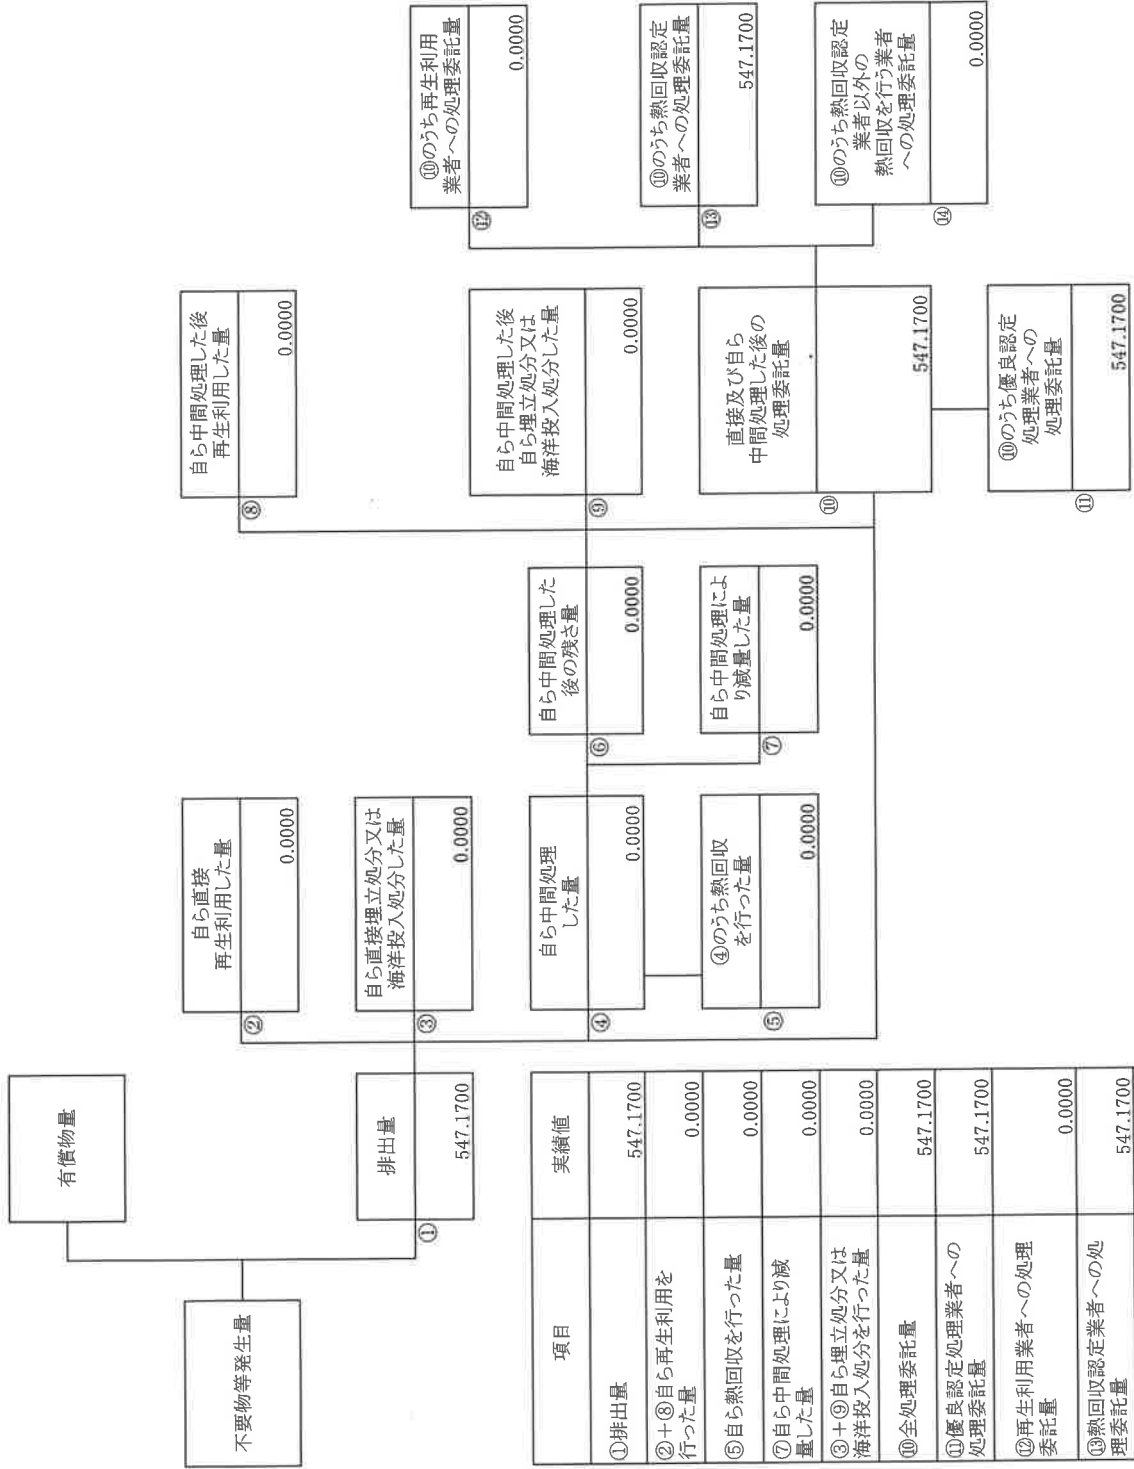 不要物等発生量
有償物量
①
排出量
547.1700
②
自ら直接
再生利用した量
0.0000
③
自ら直接埋立処分又は
海洋投入処分した量
0.0000
④
自ら中間処理
した量
0.0000
⑤
④のうち熱回収
を行った量
0.0000
⑥
自ら中間処理した
後の残さ量
0.0000
⑦
自ら中間処理によ
り減量した量
0.0000
⑧
自ら中間処理した後
再生利用した量
0.0000
⑨
自ら中間処理した後
自ら埋立処分又は
海洋投入処分した量
0.0000
⑩
直接及び自ら
中間処理した後の
処理委託量
547.1700
⑪
⑩のうち優良認定
処理業者への
処理委託量
547.1700
⑫
⑩のうち再生利用
業者への処理委託量
0.0000
⑬
⑩のうち熱回収認定
業者への処理委託量
547.1700
⑭
⑩のうち熱回収認定
業者以外の
熱回収を行う業者
への処理委託量
0.0000
項目 実績値
①排出量 547.1700
②+⑧自ら再生利用を
行った量 0.0000
⑤自ら熱回収を行った量 0.0000
⑦自ら中間処理により減
量した量 0.0000
③+⑨自ら埋立処分又は
海洋投入処分を行った量 0.0000
⑩全処理委託量 547.1700
⑪優良認定処理業者への
処理委託量 547.1700
⑫再生利用業者への処理
委託量 0.0000
⑬熱回収認定業者への処
理委託量 547.1700